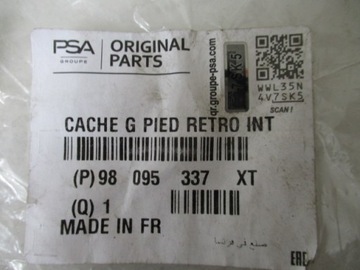 PSA
GROUPE
ORIGINAL
PARTS
qr.groupe-psa.com
WWL35N
4V7SK5
SCAN!
CACHE G PIED RETRO INT
(P)98 095 337 XT
(Q) 1
MADE IN FR
صنع في فرنسا
EAC